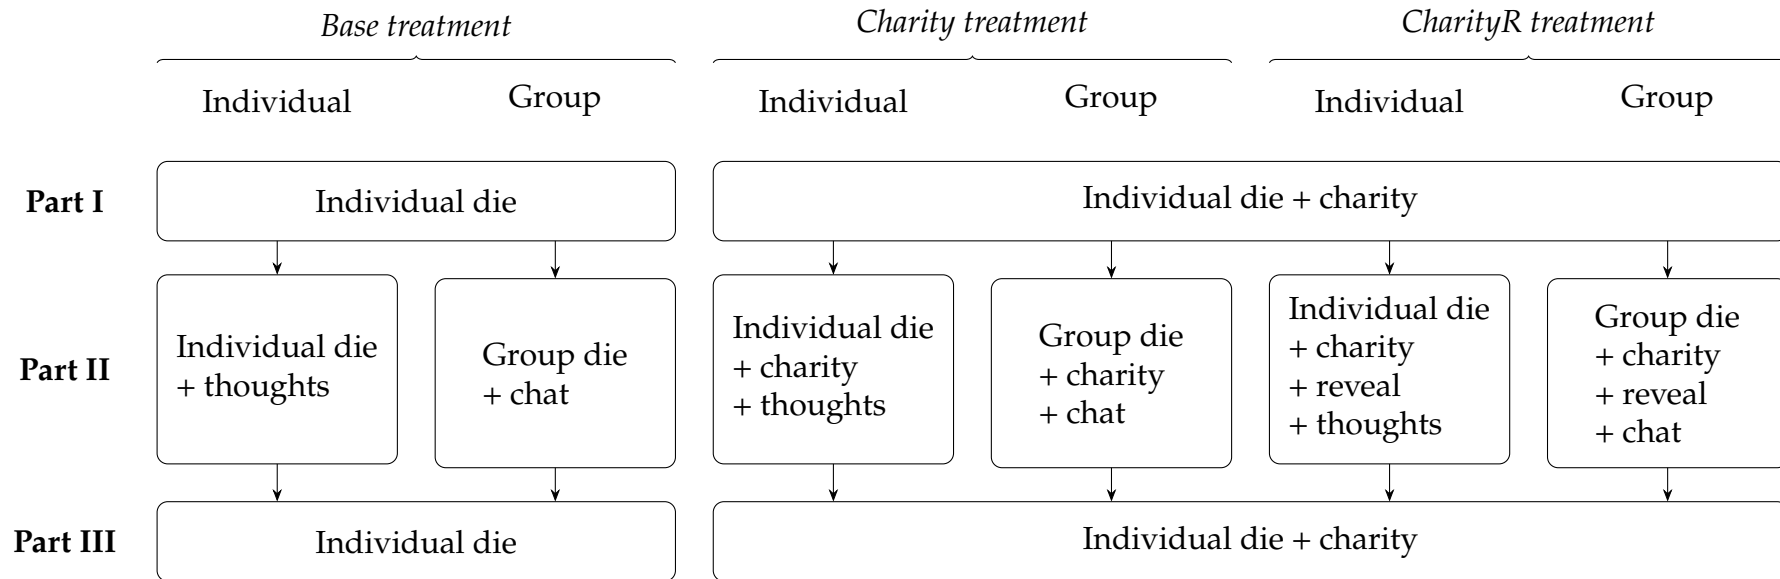 Base treatment
Charity treatment
CharityR treatment
Individual
Group
Individual
Group
Individual
Group
Part I
Individual die
Individual die + charity
Part II
Individual die
+ thoughts
Group die
+ chat
Individual die
+ charity
+ thoughts
Group die
+ charity
+ chat
Individual die
+ charity
+ reveal
+ thoughts
Group die
+ charity
+ reveal
+ chat
Part III
Individual die
Individual die + charity